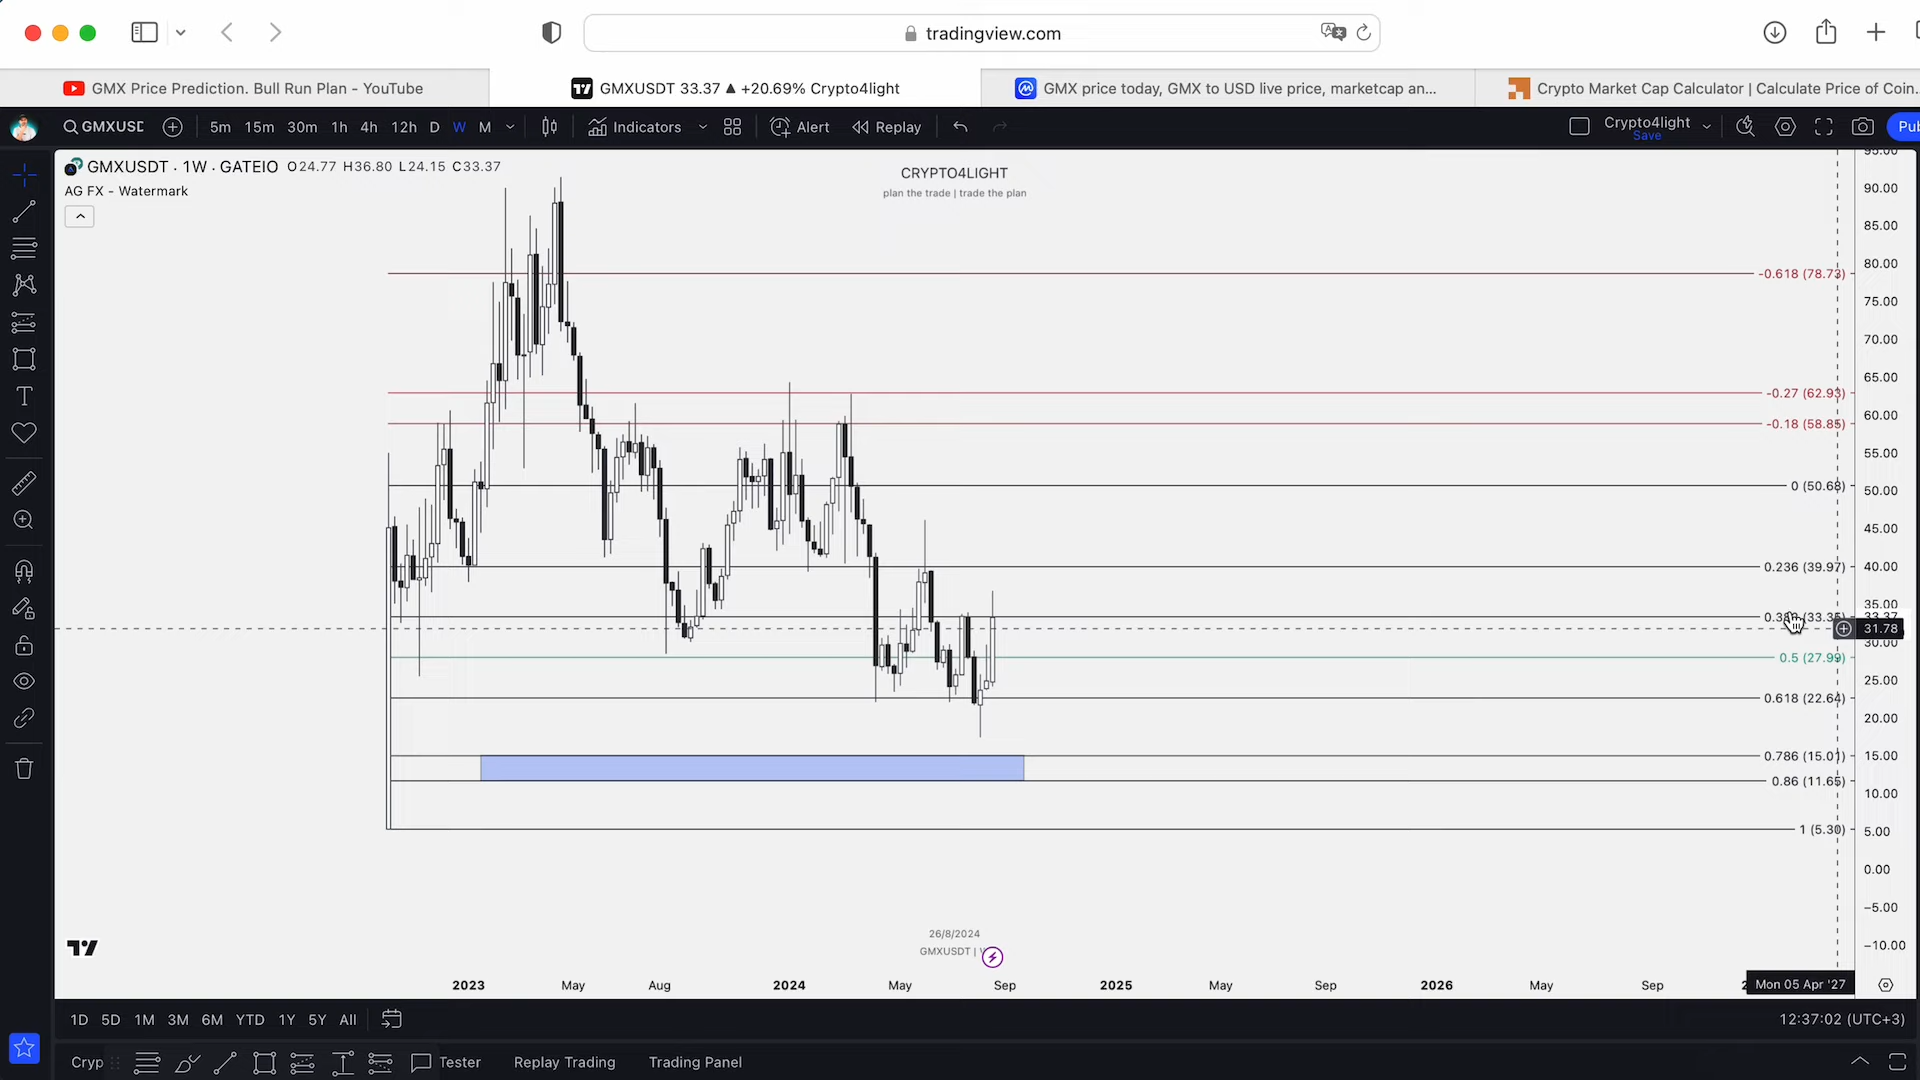 tradingview.com
GMX Price Prediction. Bull Run Plan - YouTube
GMXUSDT 33.37 ▲ +20.69% Crypto4light
GMX price today, GMX to USD live price, marketcap an...
Crypto Market Cap Calculator | Calculate Price of Coin...
GMXUSD 5m 15m 30m 1h 4h 12h D W M Indicators Alert Replay Crypto4light
Save
GMXUSDT · 1W · GATEIO O24.77 H36.80 L24.15 C33.37
AG FX - Watermark
CRYPTO4LIGHT
plan the trade | trade the plan
95.00
90.00
85.00
80.00
-0.618 (78.73)
75.00
70.00
65.00
-0.27 (62.93)
60.00
-0.18 (58.85)
55.00
50.00
0 (50.68)
45.00
40.00
0.236 (39.97)
35.00
33.37
31.78
30.00
0.5 (27.99)
25.00
0.618 (22.64)
20.00
15.00
0.786 (15.01)
0.86 (11.65)
10.00
1 (5.30)
5.00
0.00
−5.00
−10.00
26/8/2024
GMXUSDT |
2023 May Aug 2024 May Sep 2025 May Sep 2026 May Sep
Mon 05 Apr '27
1D 5D 1M 3M 6M YTD 1Y 5Y All
12:37:02 (UTC+3)
Cryp Tester Replay Trading Trading Panel